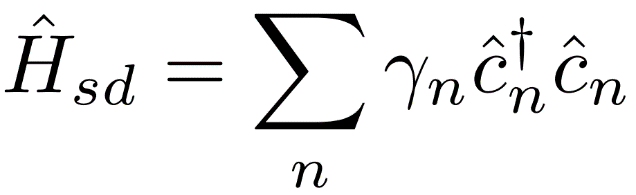 Ĥ_{sd} = ∑_n γ_n ĉ_n^† ĉ_n